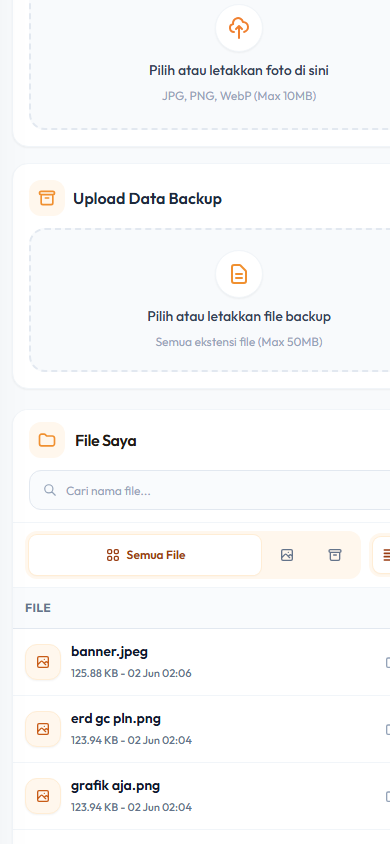 Pilih atau letakkan foto di sini
JPG, PNG, WebP (Max 10MB)
Upload Data Backup
Pilih atau letakkan file backup
Semua ekstensi file (Max 50MB)
File Saya
Cari nama file...
Semua File
FILE
banner.jpeg
125.88 KB - 02 Jun 02:06
erd gc pln.png
123.94 KB - 02 Jun 02:04
grafik aja.png
123.94 KB - 02 Jun 02:04